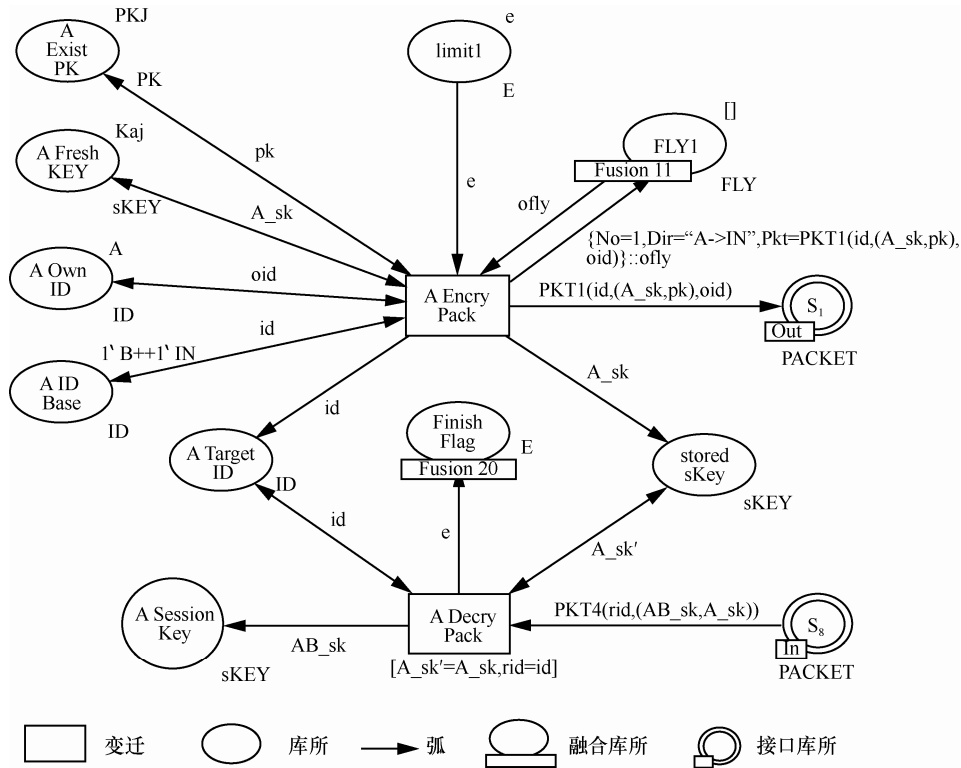 PKJ
A
Exist
PK
PK
e
limit1
E
[]
FLY1
Fusion 11
FLY
Kaj
A Fresh
KEY
sKEY
pk
A_sk
e
ofly
{No=1,Dir=“A->IN”,Pkt=PKT1(id,(A_sk,pk),
oid)}::ofly
A
A Own
ID
ID
oid
id
A Encry
Pack
PKT1(id,(A_sk,pk),oid)
S₁
Out
PACKET
1‵B++1‵IN
A ID
Base
ID
id
A_sk
Finish
Flag
E
Fusion 20
A Target
ID
ID
stored
sKey
sKEY
id
e
A_sk′
A Session
Key
sKEY
AB_sk
A Decry
Pack
[A_sk′=A_sk,rid=id]
PKT4(rid,(AB_sk,A_sk))
S₈
In
PACKET
变迁
库所
弧
融合库所
接口库所